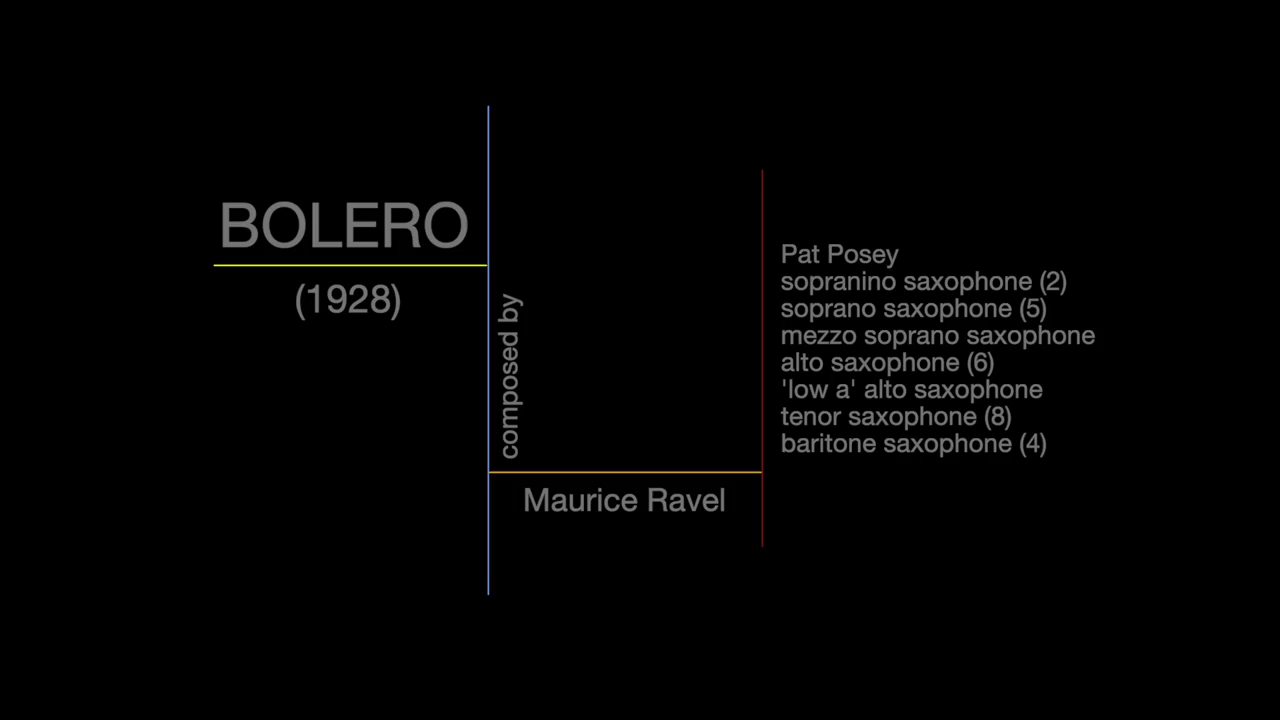 BOLERO
(1928)
composed by
Maurice Ravel
Pat Posey
sopranino saxophone (2)
soprano saxophone (5)
mezzo soprano saxophone
alto saxophone (6)
'low a' alto saxophone
tenor saxophone (8)
baritone saxophone (4)